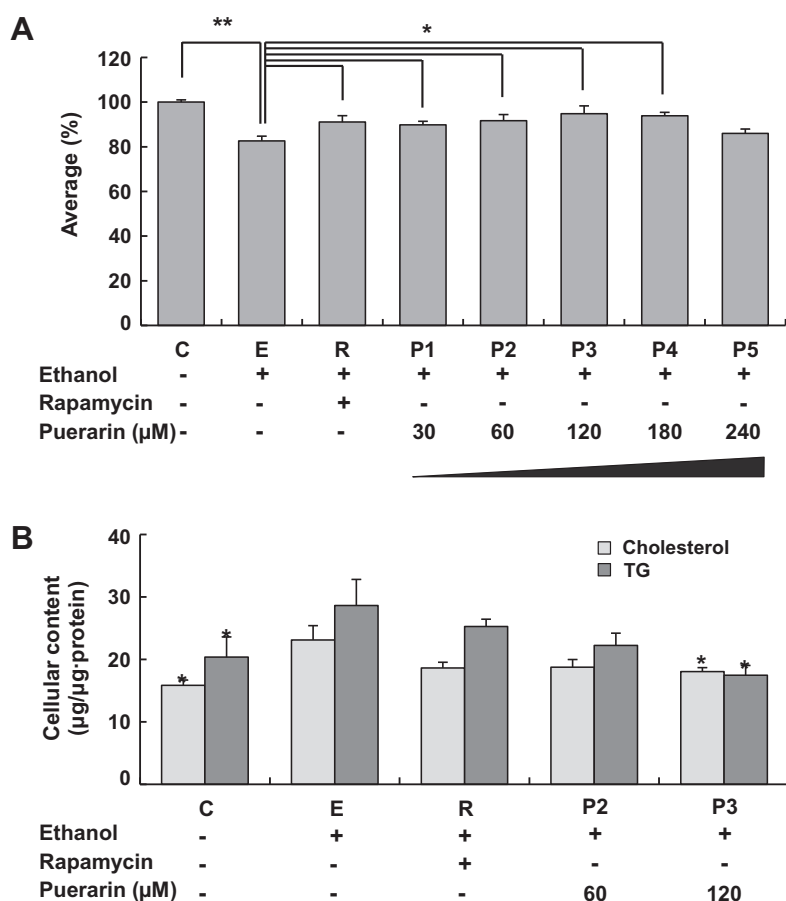 A
** *
120
100
80
60
40
20
0
Average (%)
C E R P1 P2 P3 P4 P5
Ethanol - + + + + + + +
Rapamycin - - + - - - - -
Puerarin (µM) - - - 30 60 120 180 240
B
40
30
20
10
0
Cellular content
(µg/µg·protein)
Cholesterol
TG
* * * *
C E R P2 P3
Ethanol - + + + +
Rapamycin - - + - -
Puerarin (µM) - - - 60 120